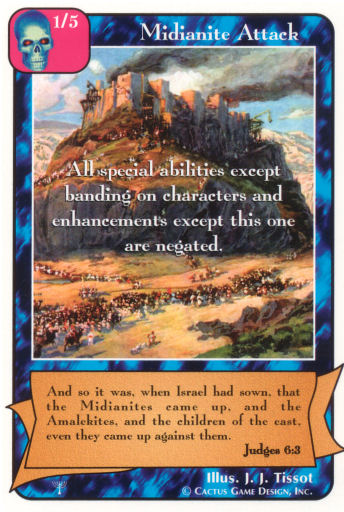 1/5
Midianite Attack
All special abilities except
banding on characters and
enhancements except this one
are negated.
And so it was, when Israel had sown, that
the Midianites came up, and the
Amalekites, and the children of the east,
even they came up against them.
Judges 6:3
Illus. J. J. Tissot
© Cactus Game Design, Inc.